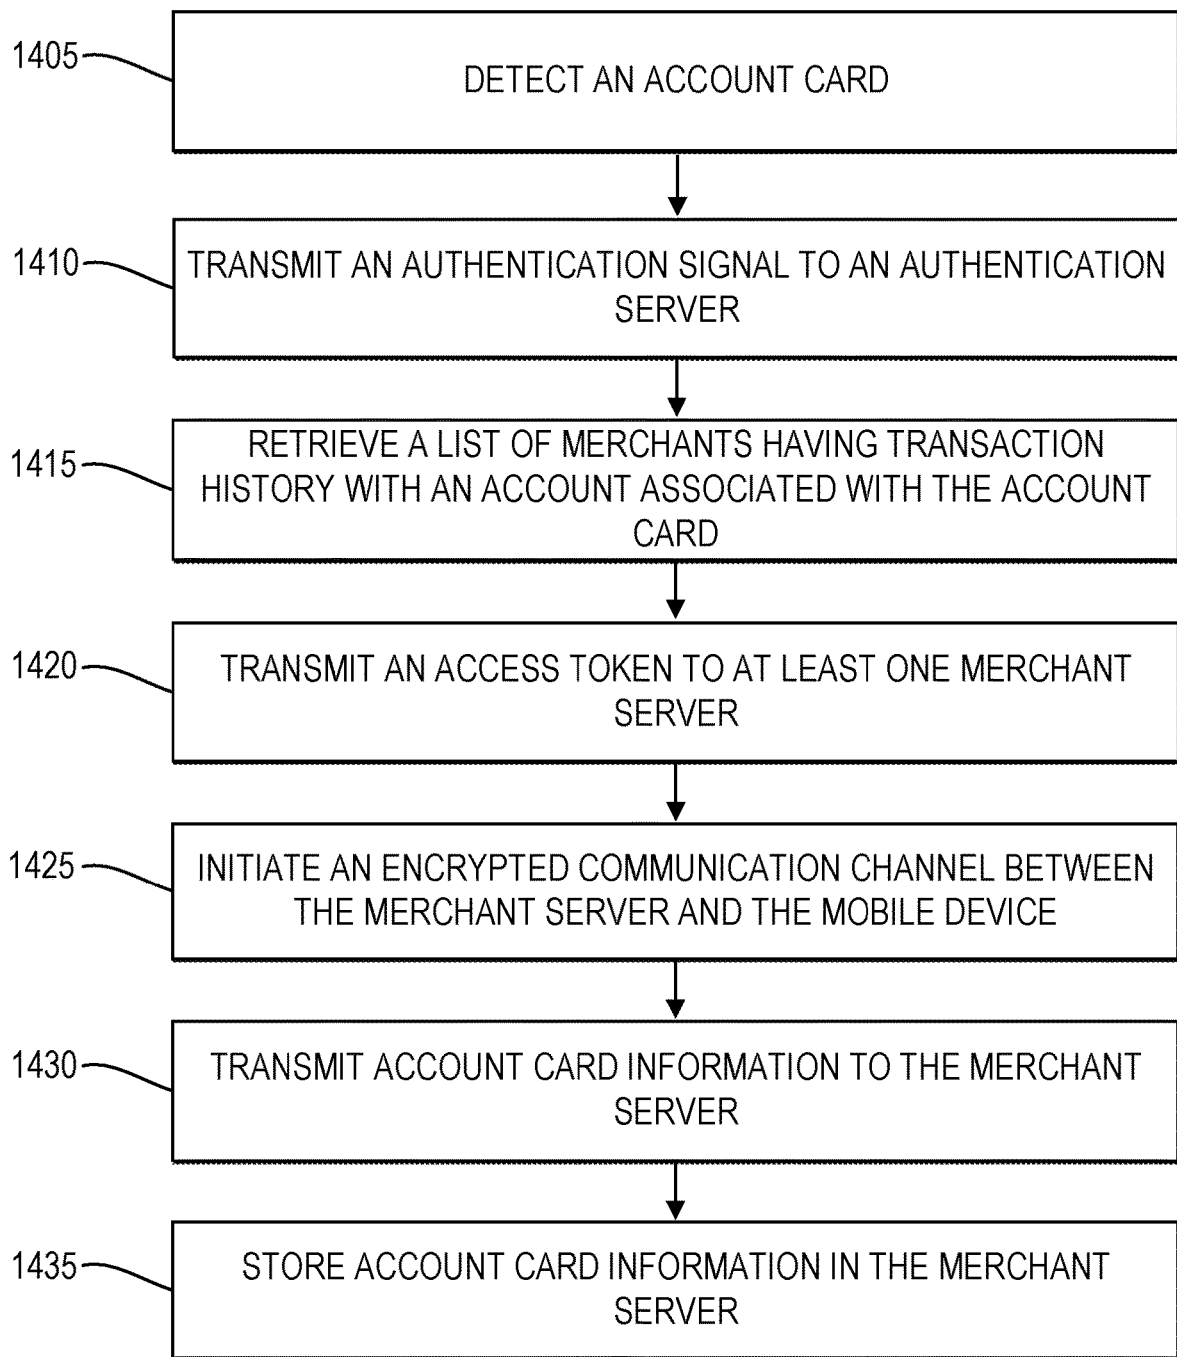 1405
DETECT AN ACCOUNT CARD
1410
TRANSMIT AN AUTHENTICATION SIGNAL TO AN AUTHENTICATION
SERVER
1415
RETRIEVE A LIST OF MERCHANTS HAVING TRANSACTION
HISTORY WITH AN ACCOUNT ASSOCIATED WITH THE ACCOUNT
CARD
1420
TRANSMIT AN ACCESS TOKEN TO AT LEAST ONE MERCHANT
SERVER
1425
INITIATE AN ENCRYPTED COMMUNICATION CHANNEL BETWEEN
THE MERCHANT SERVER AND THE MOBILE DEVICE
1430
TRANSMIT ACCOUNT CARD INFORMATION TO THE MERCHANT
SERVER
1435
STORE ACCOUNT CARD INFORMATION IN THE MERCHANT
SERVER